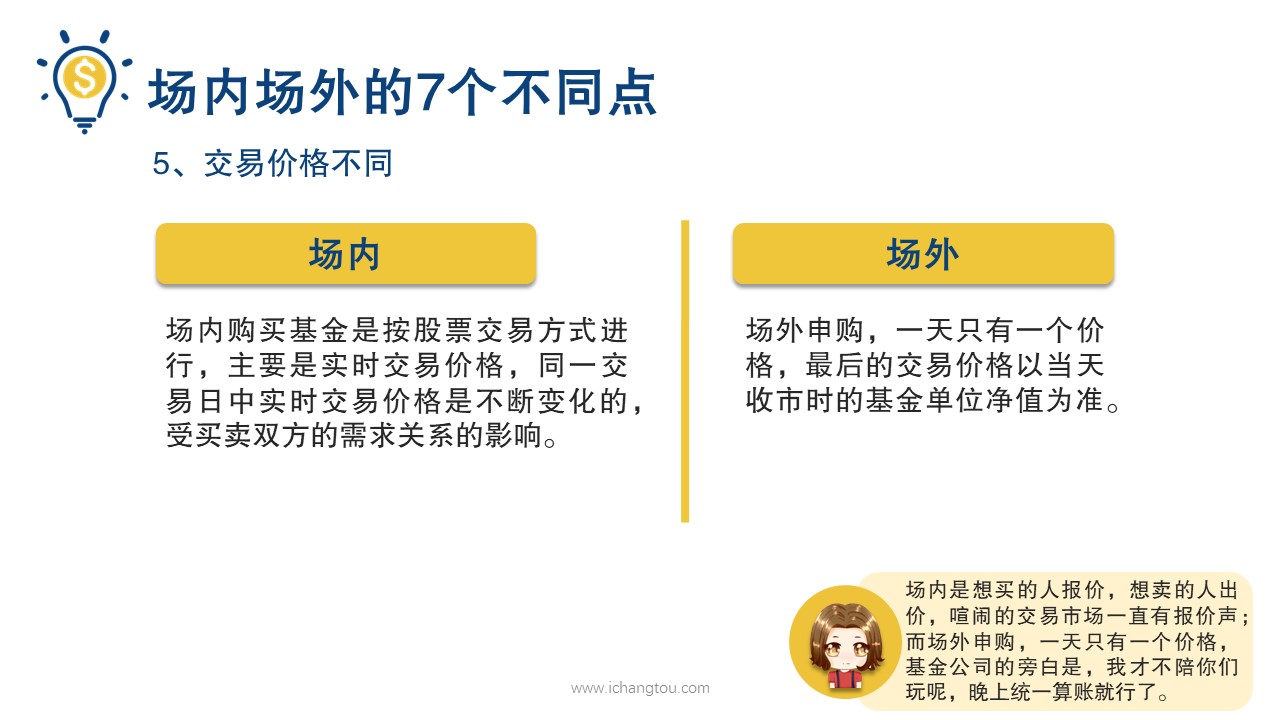 场内场外的7个不同点
5、交易价格不同
场内
场内购买基金是按股票交易方式进
行，主要是实时交易价格，同一交
易日中实时交易价格是不断变化的，
受买卖双方的需求关系的影响。
场外
场外申购，一天只有一个价
格，最后的交易价格以当天
收市时的基金单位净值为准。
场内是想买的人报价，想卖的人出
价，喧闹的交易市场一直有报价声；
而场外申购，一天只有一个价格，
基金公司的旁白是，我才不陪你们
玩呢，晚上统一算账就行了。
www.ichangtou.com